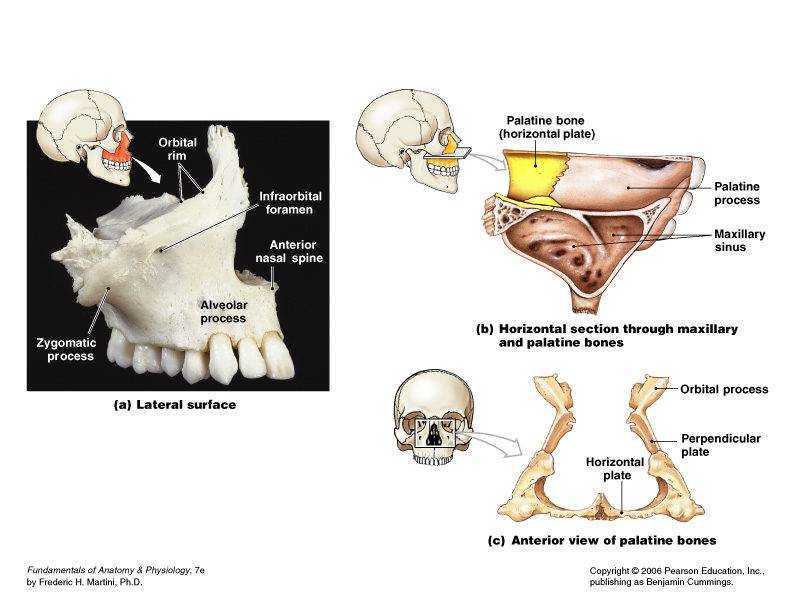 Orbital
rim
Infraorbital
foramen
Anterior
nasal spine
Alveolar
process
Zygomatic
process
(a) Lateral surface
Palatine bone
(horizontal plate)
Palatine
process
Maxillary
sinus
(b) Horizontal section through maxillary
and palatine bones
Orbital process
Perpendicular
plate
Horizontal
plate
(c) Anterior view of palatine bones
Fundamentals of Anatomy & Physiology, 7e
by Frederic H. Martini, Ph.D.
Copyright © 2006 Pearson Education, Inc.,
publishing as Benjamin Cummings.